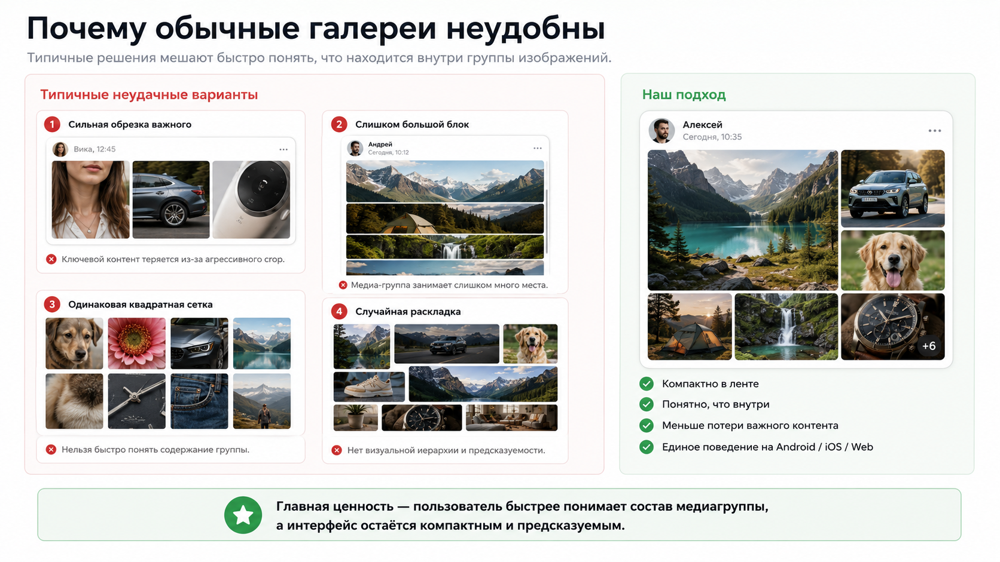 Почему обычные галереи неудобны
Типичные решения мешают быстро понять, что находится внутри группы изображений.
Типичные неудачные варианты
1 Сильная обрезка важного
Вика, 12:45
Ключевой контент теряется из-за агрессивного crop.
2 Слишком большой блок
Андрей
Сегодня, 10:12
Медиа-группа занимает слишком много места.
3 Одинаковая квадратная сетка
Нельзя быстро понять содержание группы.
4 Случайная раскладка
Нет визуальной иерархии и предсказуемости.
Наш подход
Алексей
Сегодня, 10:35
+6
Компактно в ленте
Понятно, что внутри
Меньше потери важного контента
Единое поведение на Android / iOS / Web
Главная ценность — пользователь быстрее понимает состав медиагруппы,
а интерфейс остаётся компактным и предсказуемым.